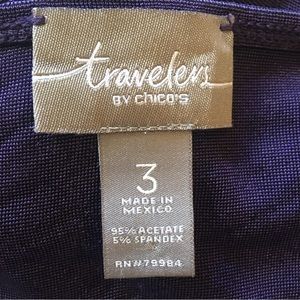 travelers
BY CHICO'S
3
MADE IN
MEXICO
95% ACETATE
5% SPANDEX
RN#79984